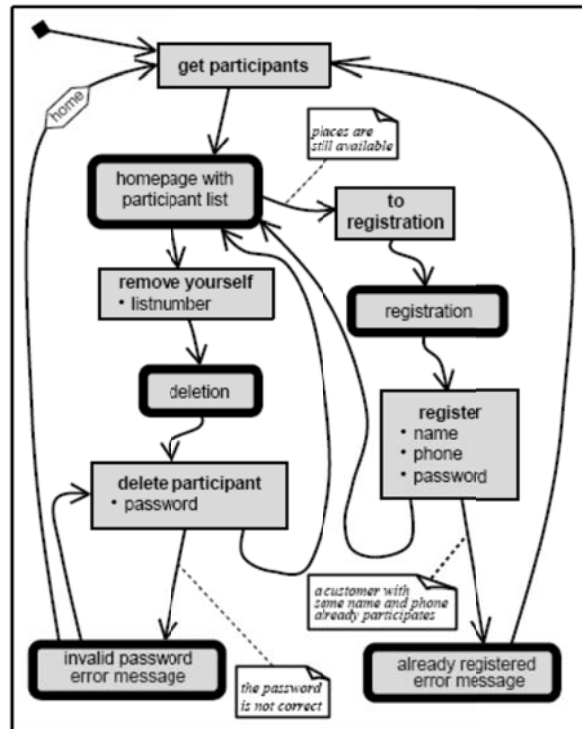 get participants
home
places are
still available
homepage with
participant list
to
registration
remove yourself
• listnumber
registration
deletion
register
• name
• phone
• password
delete participant
• password
a customer with
same name and phone
already participates
invalid password
error message
already registered
error message
the password
is not correct